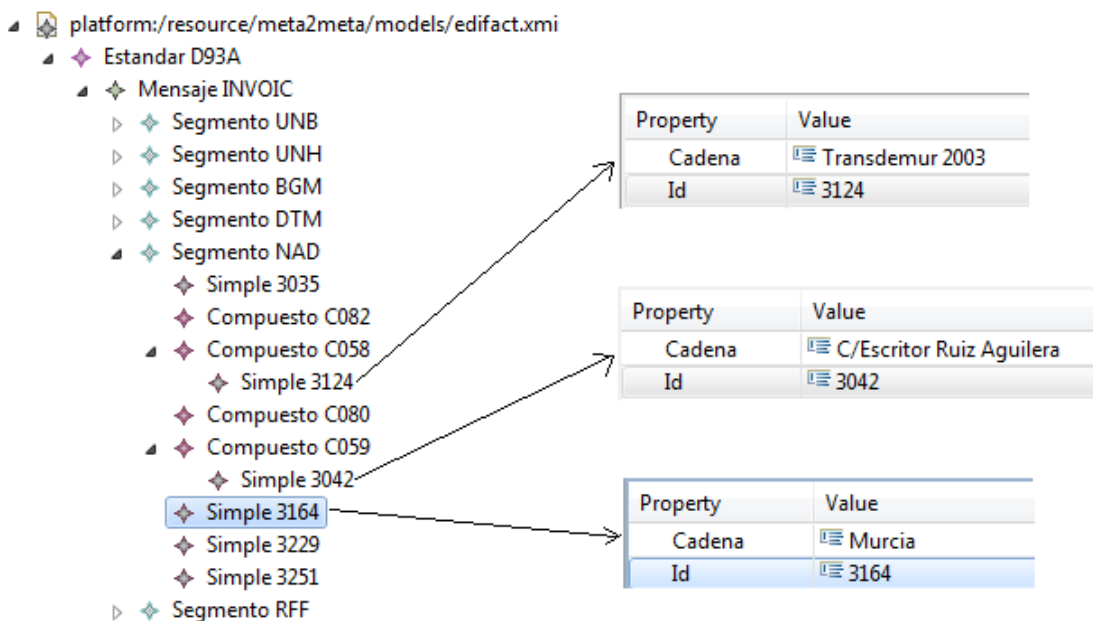 platform:/resource/meta2meta/models/edifact.xmi
Estandar D93A
Mensaje INVOIC
Segmento UNB
Segmento UNH
Segmento BGM
Segmento DTM
Segmento NAD
Simple 3035
Compuesto C082
Compuesto C058
Simple 3124
Compuesto C080
Compuesto C059
Simple 3042
Simple 3164
Simple 3229
Simple 3251
Segmento RFF
Property Value
Cadena Transdemur 2003
Id 3124
Property Value
Cadena C/Escritor Ruiz Aguilera
Id 3042
Property Value
Cadena Murcia
Id 3164